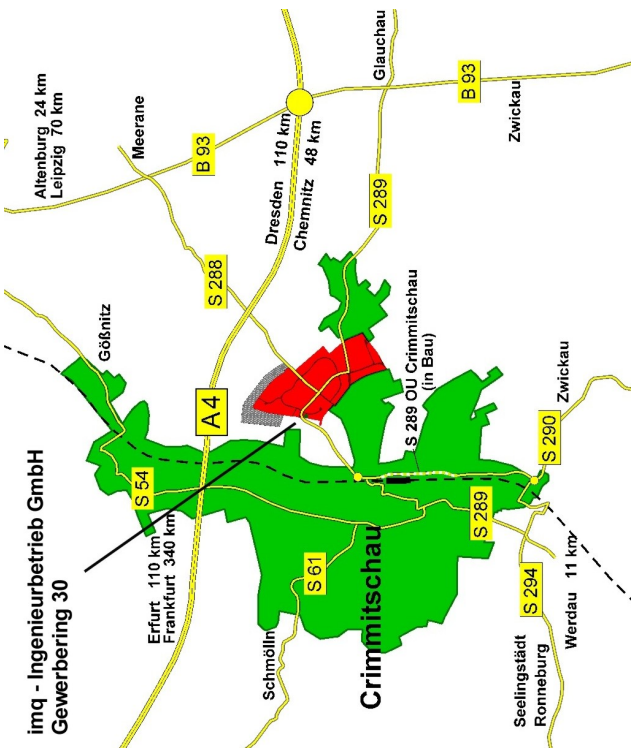 imq - Ingenieurbetrieb GmbH
Gewerbering 30
Altenburg 24 km
Leipzig 70 km
Meerane
B 93
Glauchau
Gößnitz
S 288
Dresden 110 km
Chemnitz 48 km
S 289
B 93
Zwickau
A4
S 54
Erfurt 110 km
Frankfurt 340 km
Schmölln
S 61
Crimmitschau
S 289 OU Crimmitschau
(in Bau)
S 289
S 290
Zwickau
S 294
Werdau 11 km
Seelingstädt
Ronneburg